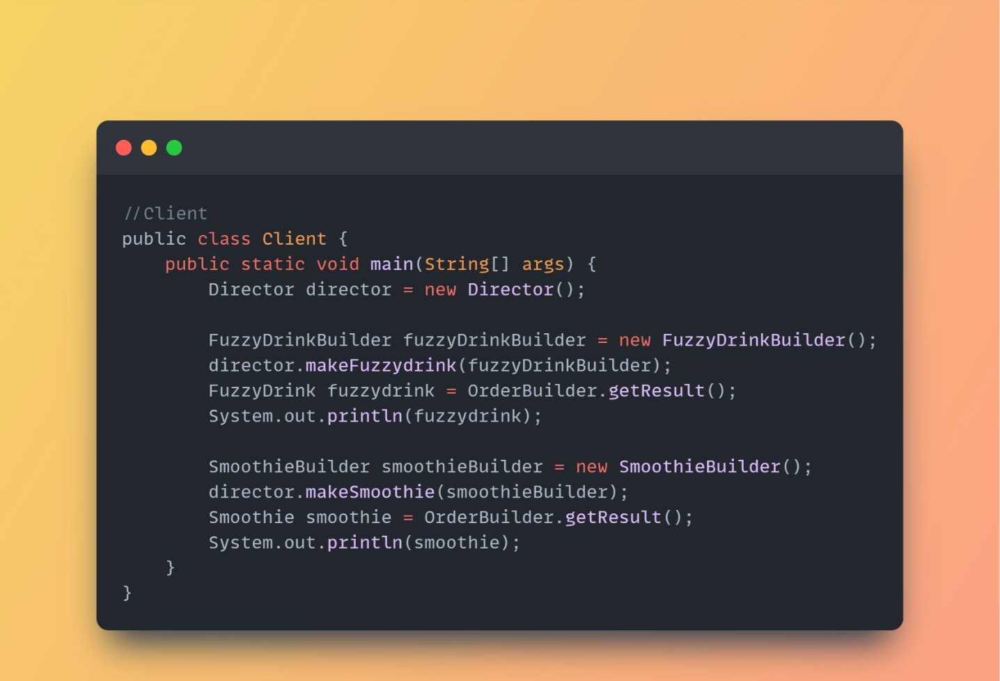 //Client
public class Client {
    public static void main(String[] args) {
        Director director = new Director();

        FuzzyDrinkBuilder fuzzyDrinkBuilder = new FuzzyDrinkBuilder();
        director.makeFuzzydrink(fuzzyDrinkBuilder);
        FuzzyDrink fuzzydrink = OrderBuilder.getResult();
        System.out.println(fuzzydrink);

        SmoothieBuilder smoothieBuilder = new SmoothieBuilder();
        director.makeSmoothie(smoothieBuilder);
        Smoothie smoothie = OrderBuilder.getResult();
        System.out.println(smoothie);
    }
}